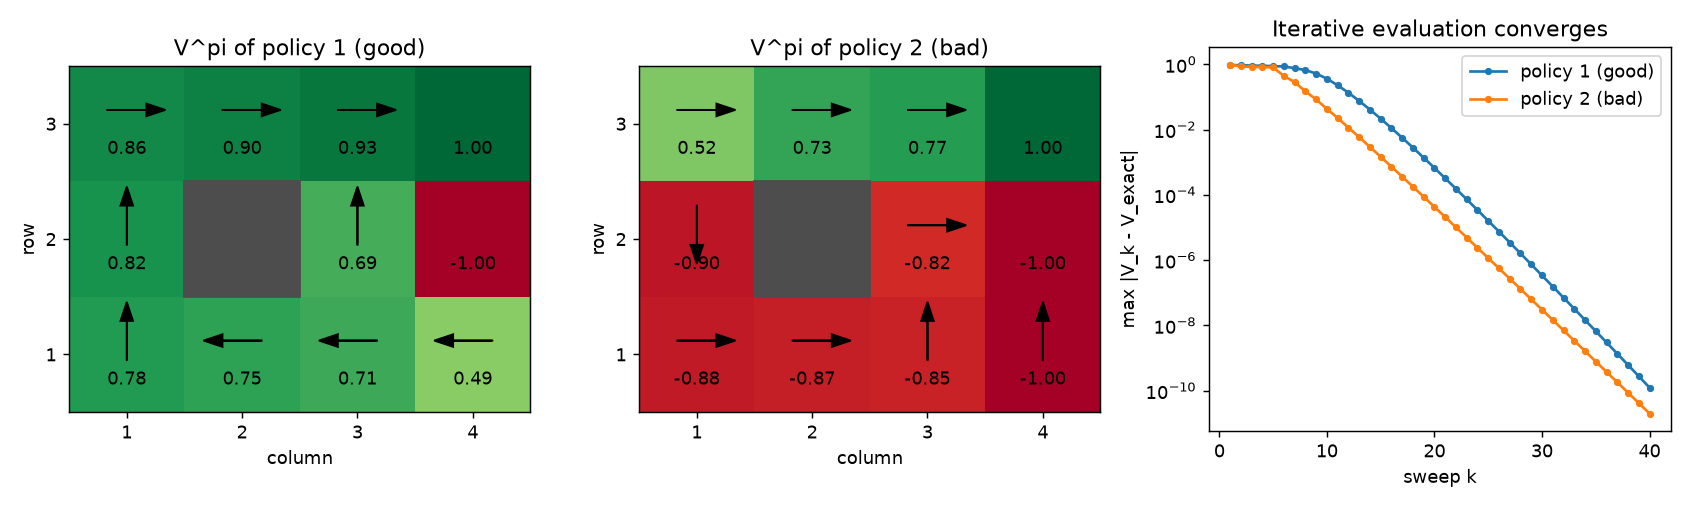 V^pi of policy 1 (good)
3
2
1
row
0.86 0.90 0.93 1.00
0.82 0.69 -1.00
0.78 0.75 0.71 0.49
1 2 3 4
column
V^pi of policy 2 (bad)
3
2
1
row
0.52 0.73 0.77 1.00
-0.90 -0.82 -1.00
-0.88 -0.87 -0.85 -1.00
1 2 3 4
column
Iterative evaluation converges
policy 1 (good)
policy 2 (bad)
max |V_k - V_exact|
10⁰
10⁻²
10⁻⁴
10⁻⁶
10⁻⁸
10⁻¹⁰
0 10 20 30 40
sweep k